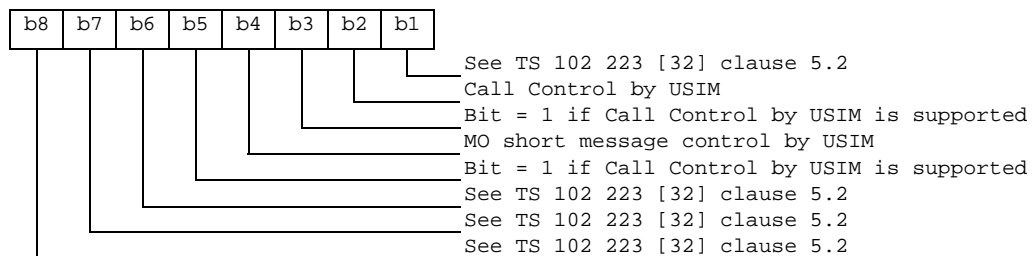 b8 b7 b6 b5 b4 b3 b2 b1
See TS 102 223 [32] clause 5.2
Call Control by USIM
Bit = 1 if Call Control by USIM is supported
MO short message control by USIM
Bit = 1 if Call Control by USIM is supported
See TS 102 223 [32] clause 5.2
See TS 102 223 [32] clause 5.2
See TS 102 223 [32] clause 5.2